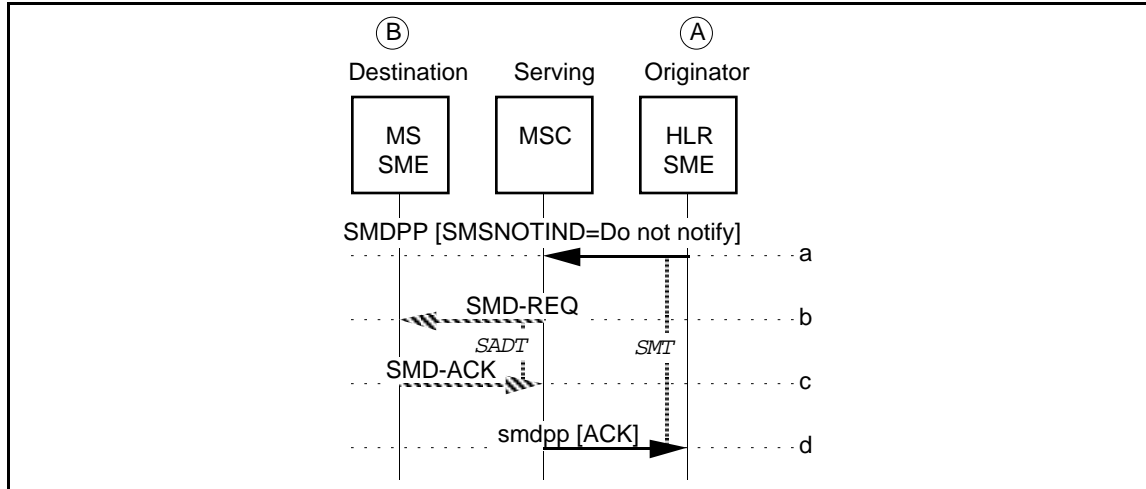 B A
Destination Serving Originator
MS MSC HLR
SME SME
SMDPP [SMSNOTIND=Do not notify]
a
SMD-REQ
b
SADT SMT
SMD-ACK
c
smdpp [ACK]
d